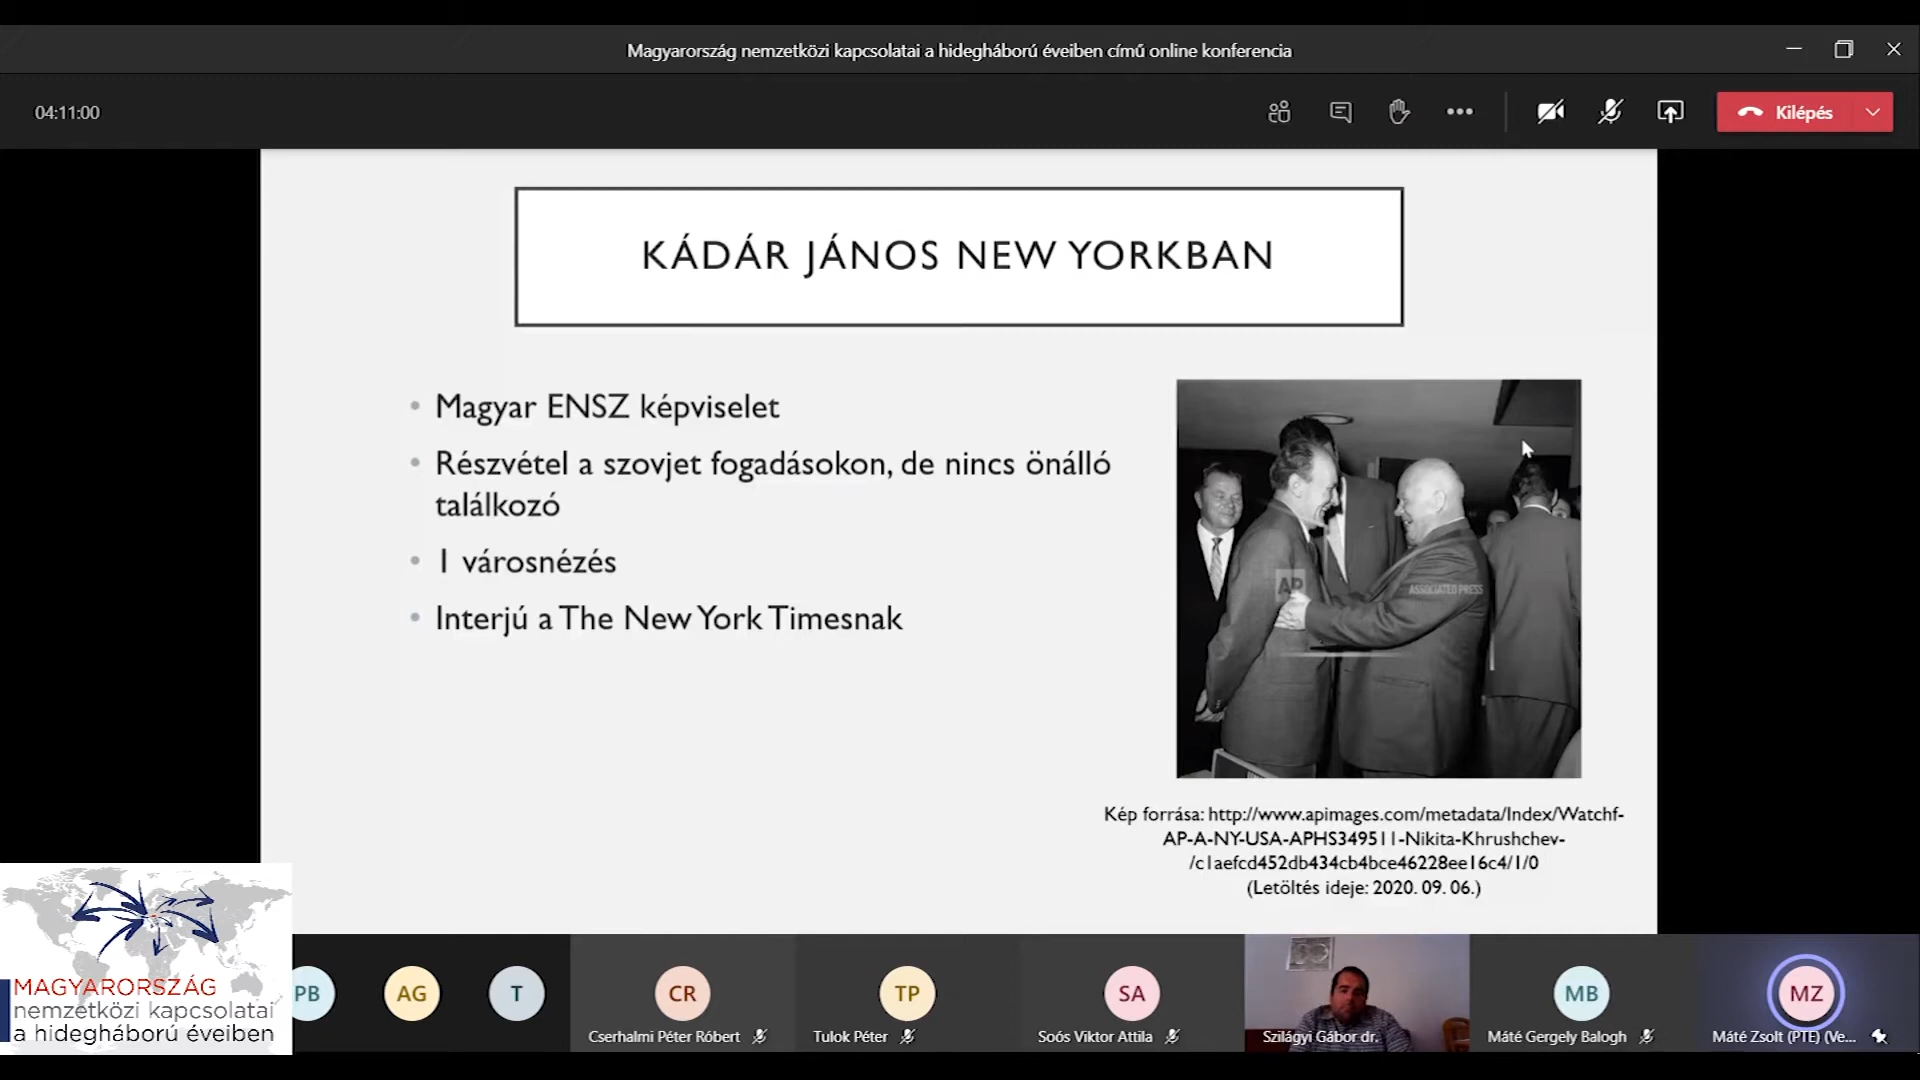 Magyarország nemzetközi kapcsolatai a hidegháború éveiben című online konferencia
04:11:00
Kilépés
KÁDÁR JÁNOS NEW YORKBAN
• Magyar ENSZ képviselet
• Részvétel a szovjet fogadásokon, de nincs önálló
találkozó
• 1 városnézés
• Interjú a The New York Timesnak
AP
ASSOCIATED PRESS
Kép forrása: http://www.apimages.com/metadata/Index/Watchf-
AP-A-NY-USA-APHS349511-Nikita-Khrushchev-
/c1aefcd452db434cb4bce46228ee16c4/1/0
(Letöltés ideje: 2020. 09. 06.)
MAGYARORSZÁG
nemzetközi kapcsolatai
a hidegháború éveiben
PB
AG
T
CR
Cserhalmi Péter Róbert
TP
Tulok Péter
SA
Soós Viktor Attila
Szilágyi Gábor dr.
MB
Máté Gergely Balogh
MZ
Máté Zsolt (PTE) (Ve...